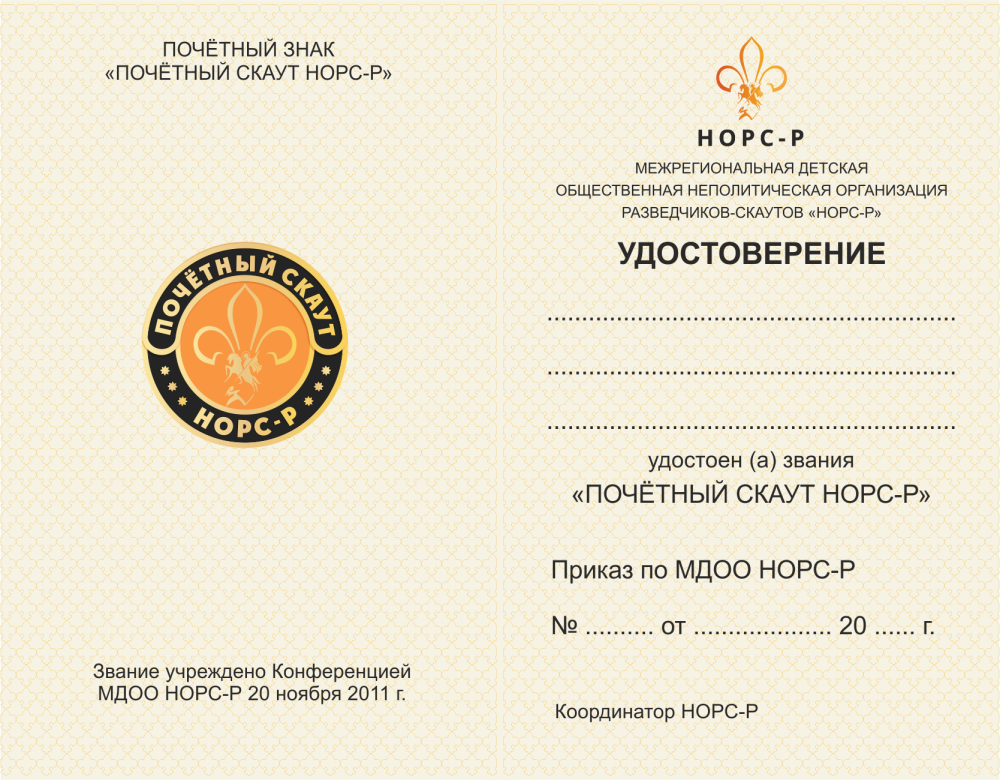 ПОЧЁТНЫЙ ЗНАК
«ПОЧЁТНЫЙ СКАУТ НОРС-Р»
ПОЧЁТНЫЙ СКАУТ
НОРС-Р
Звание учреждено Конференцией
МДОО НОРС-Р 20 ноября 2011 г.
НОРС-Р
МЕЖРЕГИОНАЛЬНАЯ ДЕТСКАЯ
ОБЩЕСТВЕННАЯ НЕПОЛИТИЧЕСКАЯ ОРГАНИЗАЦИЯ
РАЗВЕДЧИКОВ-СКАУТОВ «НОРС-Р»
УДОСТОВЕРЕНИЕ
............................................................
............................................................
............................................................
удостоен (а) звания
«ПОЧЁТНЫЙ СКАУТ НОРС-Р»
Приказ по МДОО НОРС-Р
№ .......... от .................... 20 ...... г.
Координатор НОРС-Р